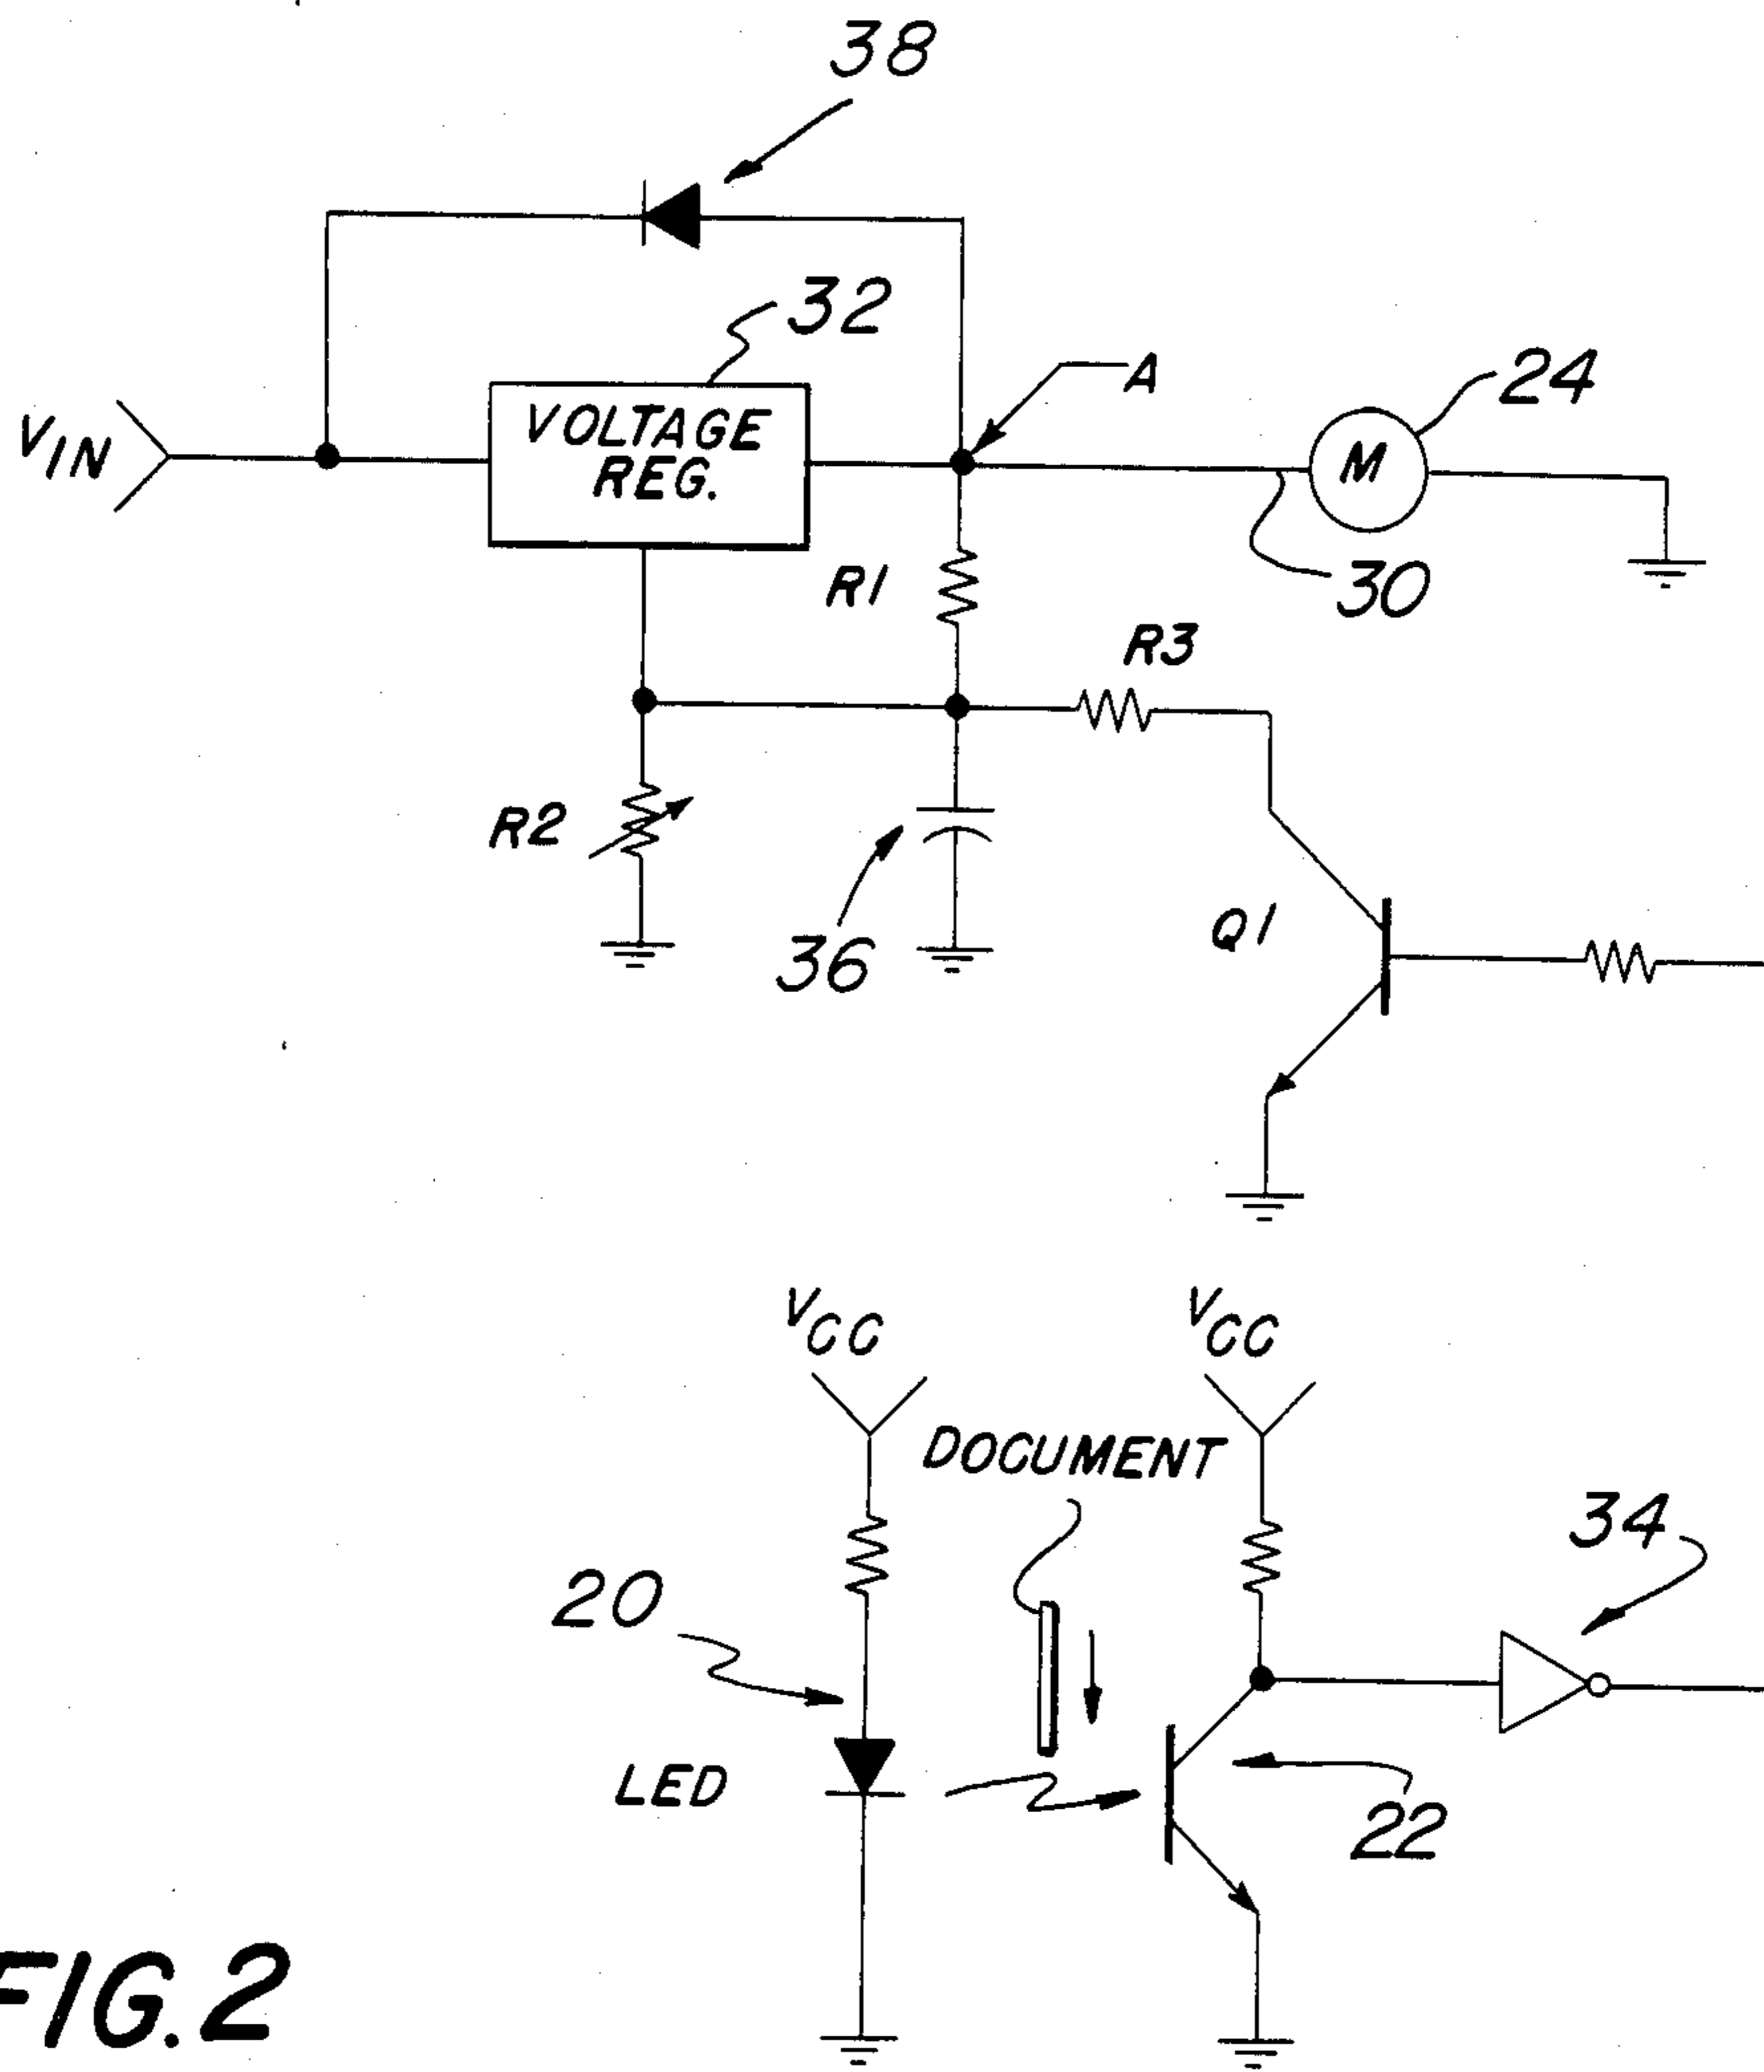 38
32
VOLTAGE
REG.
VIN
A
24
M
30
R1
R3
R2
36
Q1
VCC
VCC
DOCUMENT
34
20
LED
22
FIG.2